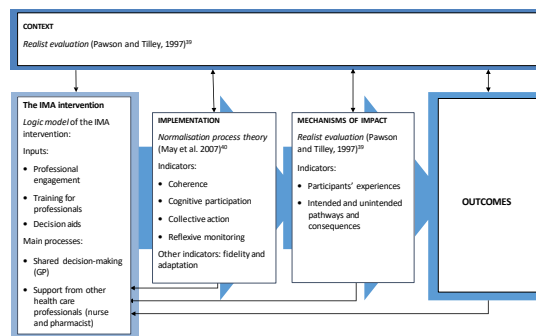 CONTEXT
Realist evaluation (Pawson and Tilley, 1997)³⁹
The IMA intervention
Logic model of the IMA
intervention:
Inputs:
• Professional
engagement
• Training for
professionals
• Decision aids
Main processes:
• Shared decision-making
(GP)
• Support from other
health care
professionals (nurse
and pharmacist)
IMPLEMENTATION
Normalisation process theory
(May et al. 2007)⁴⁰
Indicators:
• Coherence
• Cognitive participation
• Collective action
• Reflexive monitoring
Other indicators: fidelity and
adaptation
MECHANISMS OF IMPACT
Realist evaluation (Pawson
and Tilley, 1997)³⁹
Indicators:
• Participants' experiences
• Intended and unintended
pathways and
consequences
OUTCOMES